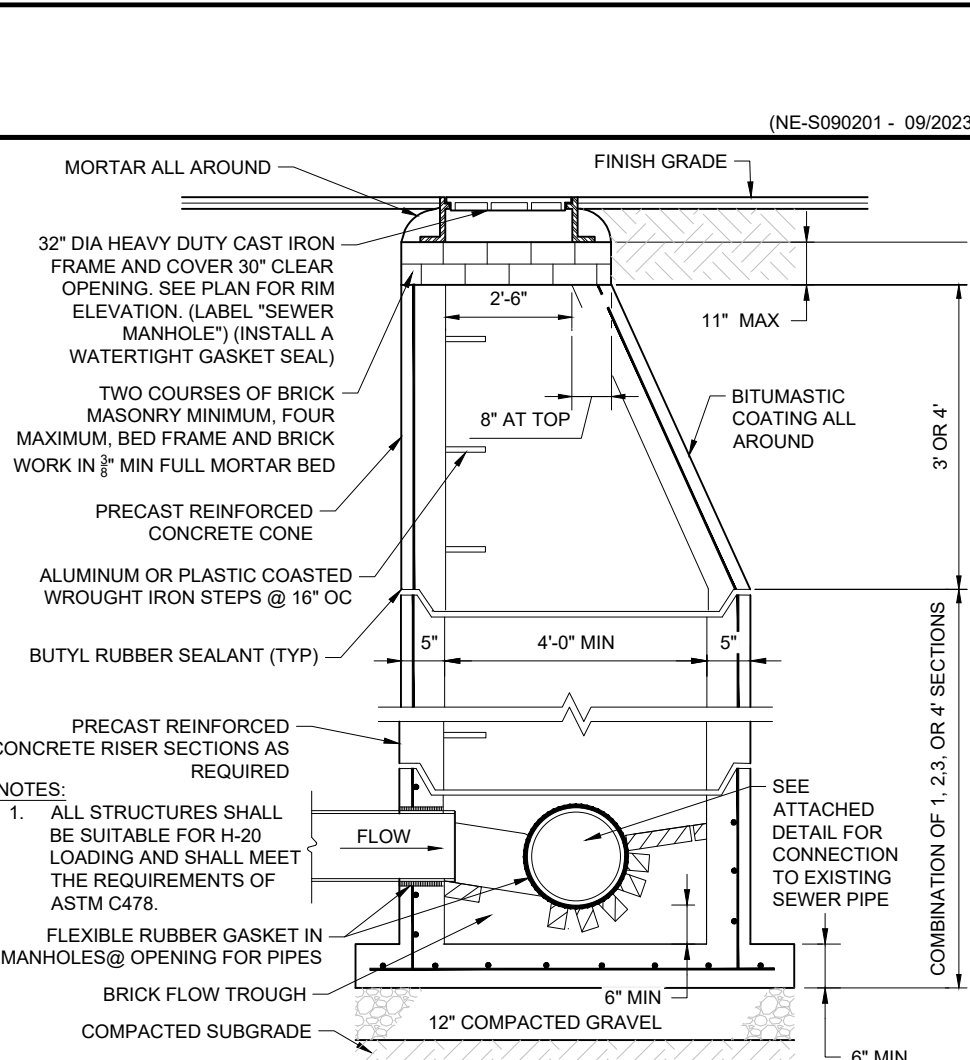 (NE-S090201 - 09/2023
MORTAR ALL AROUND
FINISH GRADE
32" DIA HEAVY DUTY CAST IRON
FRAME AND COVER 30" CLEAR
OPENING. SEE PLAN FOR RIM
ELEVATION. (LABEL "SEWER
MANHOLE") (INSTALL A
WATERTIGHT GASKET SEAL)
2'-6"
11" MAX
TWO COURSES OF BRICK
MASONRY MINIMUM, FOUR
MAXIMUM, BED FRAME AND BRICK
WORK IN 3/8" MIN FULL MORTAR BED
8" AT TOP
BITUMASTIC
COATING ALL
AROUND
3' OR 4'
PRECAST REINFORCED
CONCRETE CONE
ALUMINUM OR PLASTIC COASTED
WROUGHT IRON STEPS @ 16" OC
BUTYL RUBBER SEALANT (TYP)
5"
4'-0" MIN
5"
COMBINATION OF 1, 2,3, OR 4' SECTIONS
PRECAST REINFORCED
CONCRETE RISER SECTIONS AS
REQUIRED
NOTES:
1. ALL STRUCTURES SHALL
BE SUITABLE FOR H-20
LOADING AND SHALL MEET
THE REQUIREMENTS OF
ASTM C478.
FLOW
SEE
ATTACHED
DETAIL FOR
CONNECTION
TO EXISTING
SEWER PIPE
FLEXIBLE RUBBER GASKET IN
MANHOLES@ OPENING FOR PIPES
BRICK FLOW TROUGH
6" MIN
12" COMPACTED GRAVEL
COMPACTED SUBGRADE
6" MIN